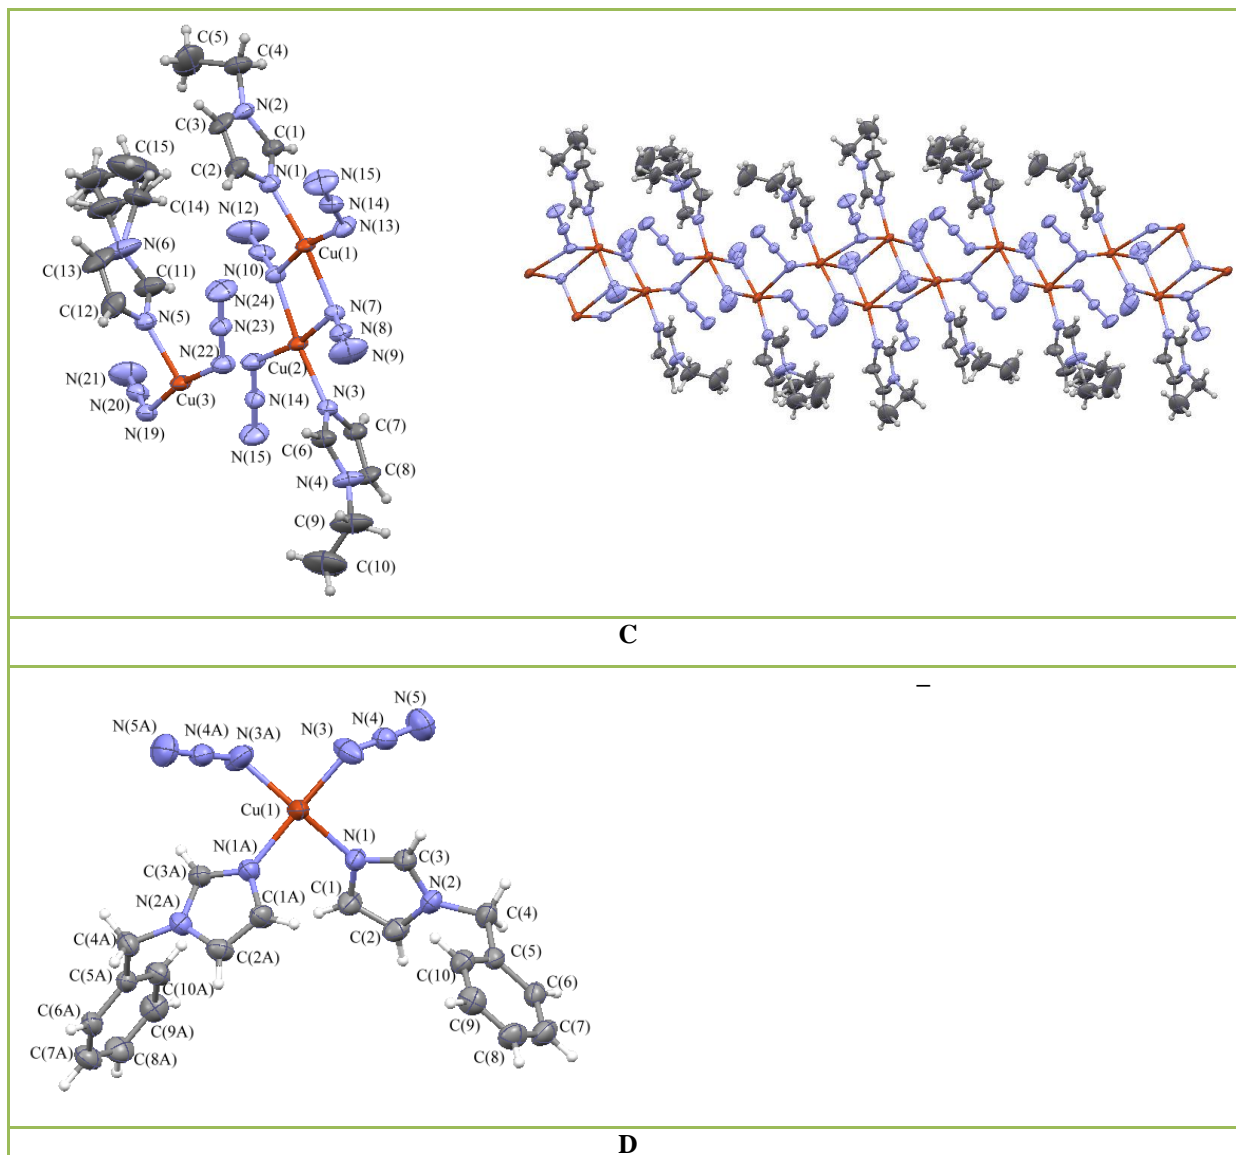 C(5)
C(4)
N(2)
C(3)
C(1)
C(15)
C(2)
N(1)
N(15)
C(14)
N(12)
N(14)
N(13)
N(6)
Cu(1)
C(13)
C(11)
N(10)
N(24)
C(12)
N(5)
N(23)
N(7)
N(8)
N(9)
N(22)
Cu(2)
N(21)
N(20)
Cu(3)
N(14)
N(3)
N(19)
C(7)
C(6)
N(15)
C(8)
N(4)
C(9)
C(10)
C
–
N(5)
N(5A)
N(4A)
N(3A)
N(3)
N(4)
Cu(1)
N(1A)
N(1)
C(3)
C(3A)
N(2A)
C(1A)
C(1)
N(2)
C(4)
C(2)
C(4A)
C(2A)
C(5)
C(5A)
C(10A)
C(10)
C(6)
C(6A)
C(9A)
C(9)
C(7)
C(7A)
C(8A)
C(8)
D